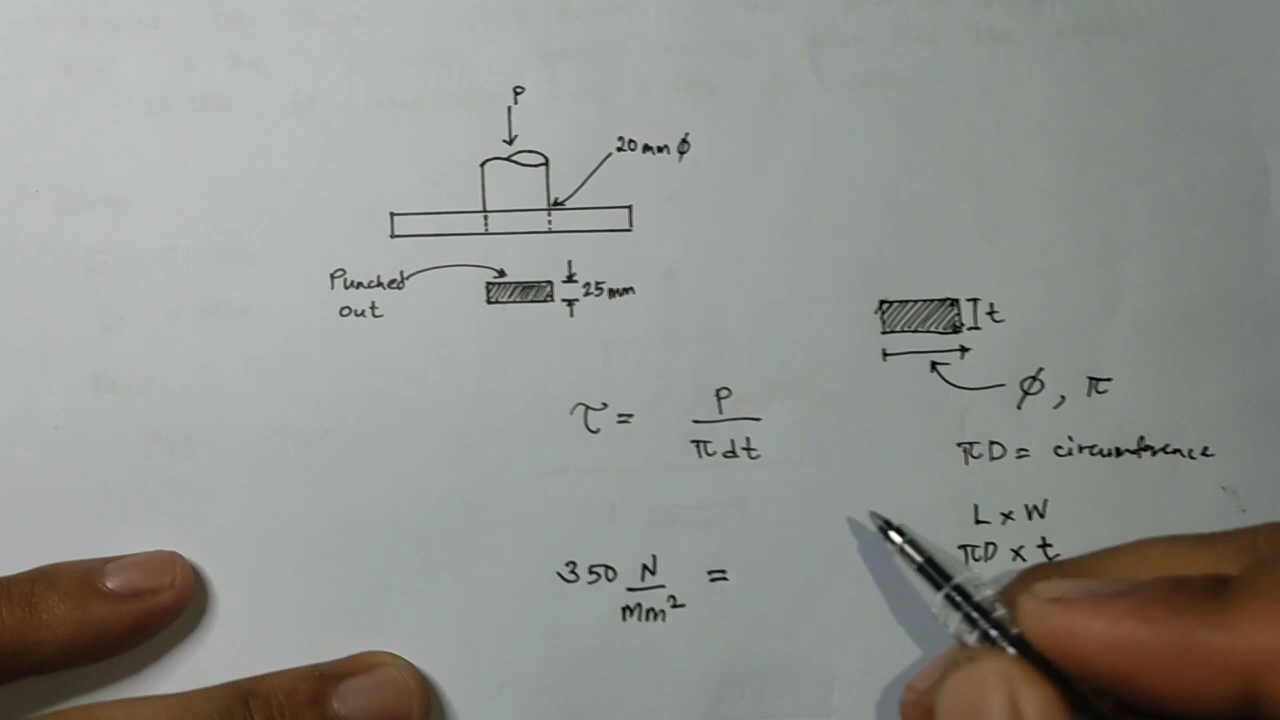 P
20 mm ϕ
Punched
out
25 mm
t
ϕ, π
τ = P / πdt
πD = circumference
L x W
πD x t
350 N / mm² =